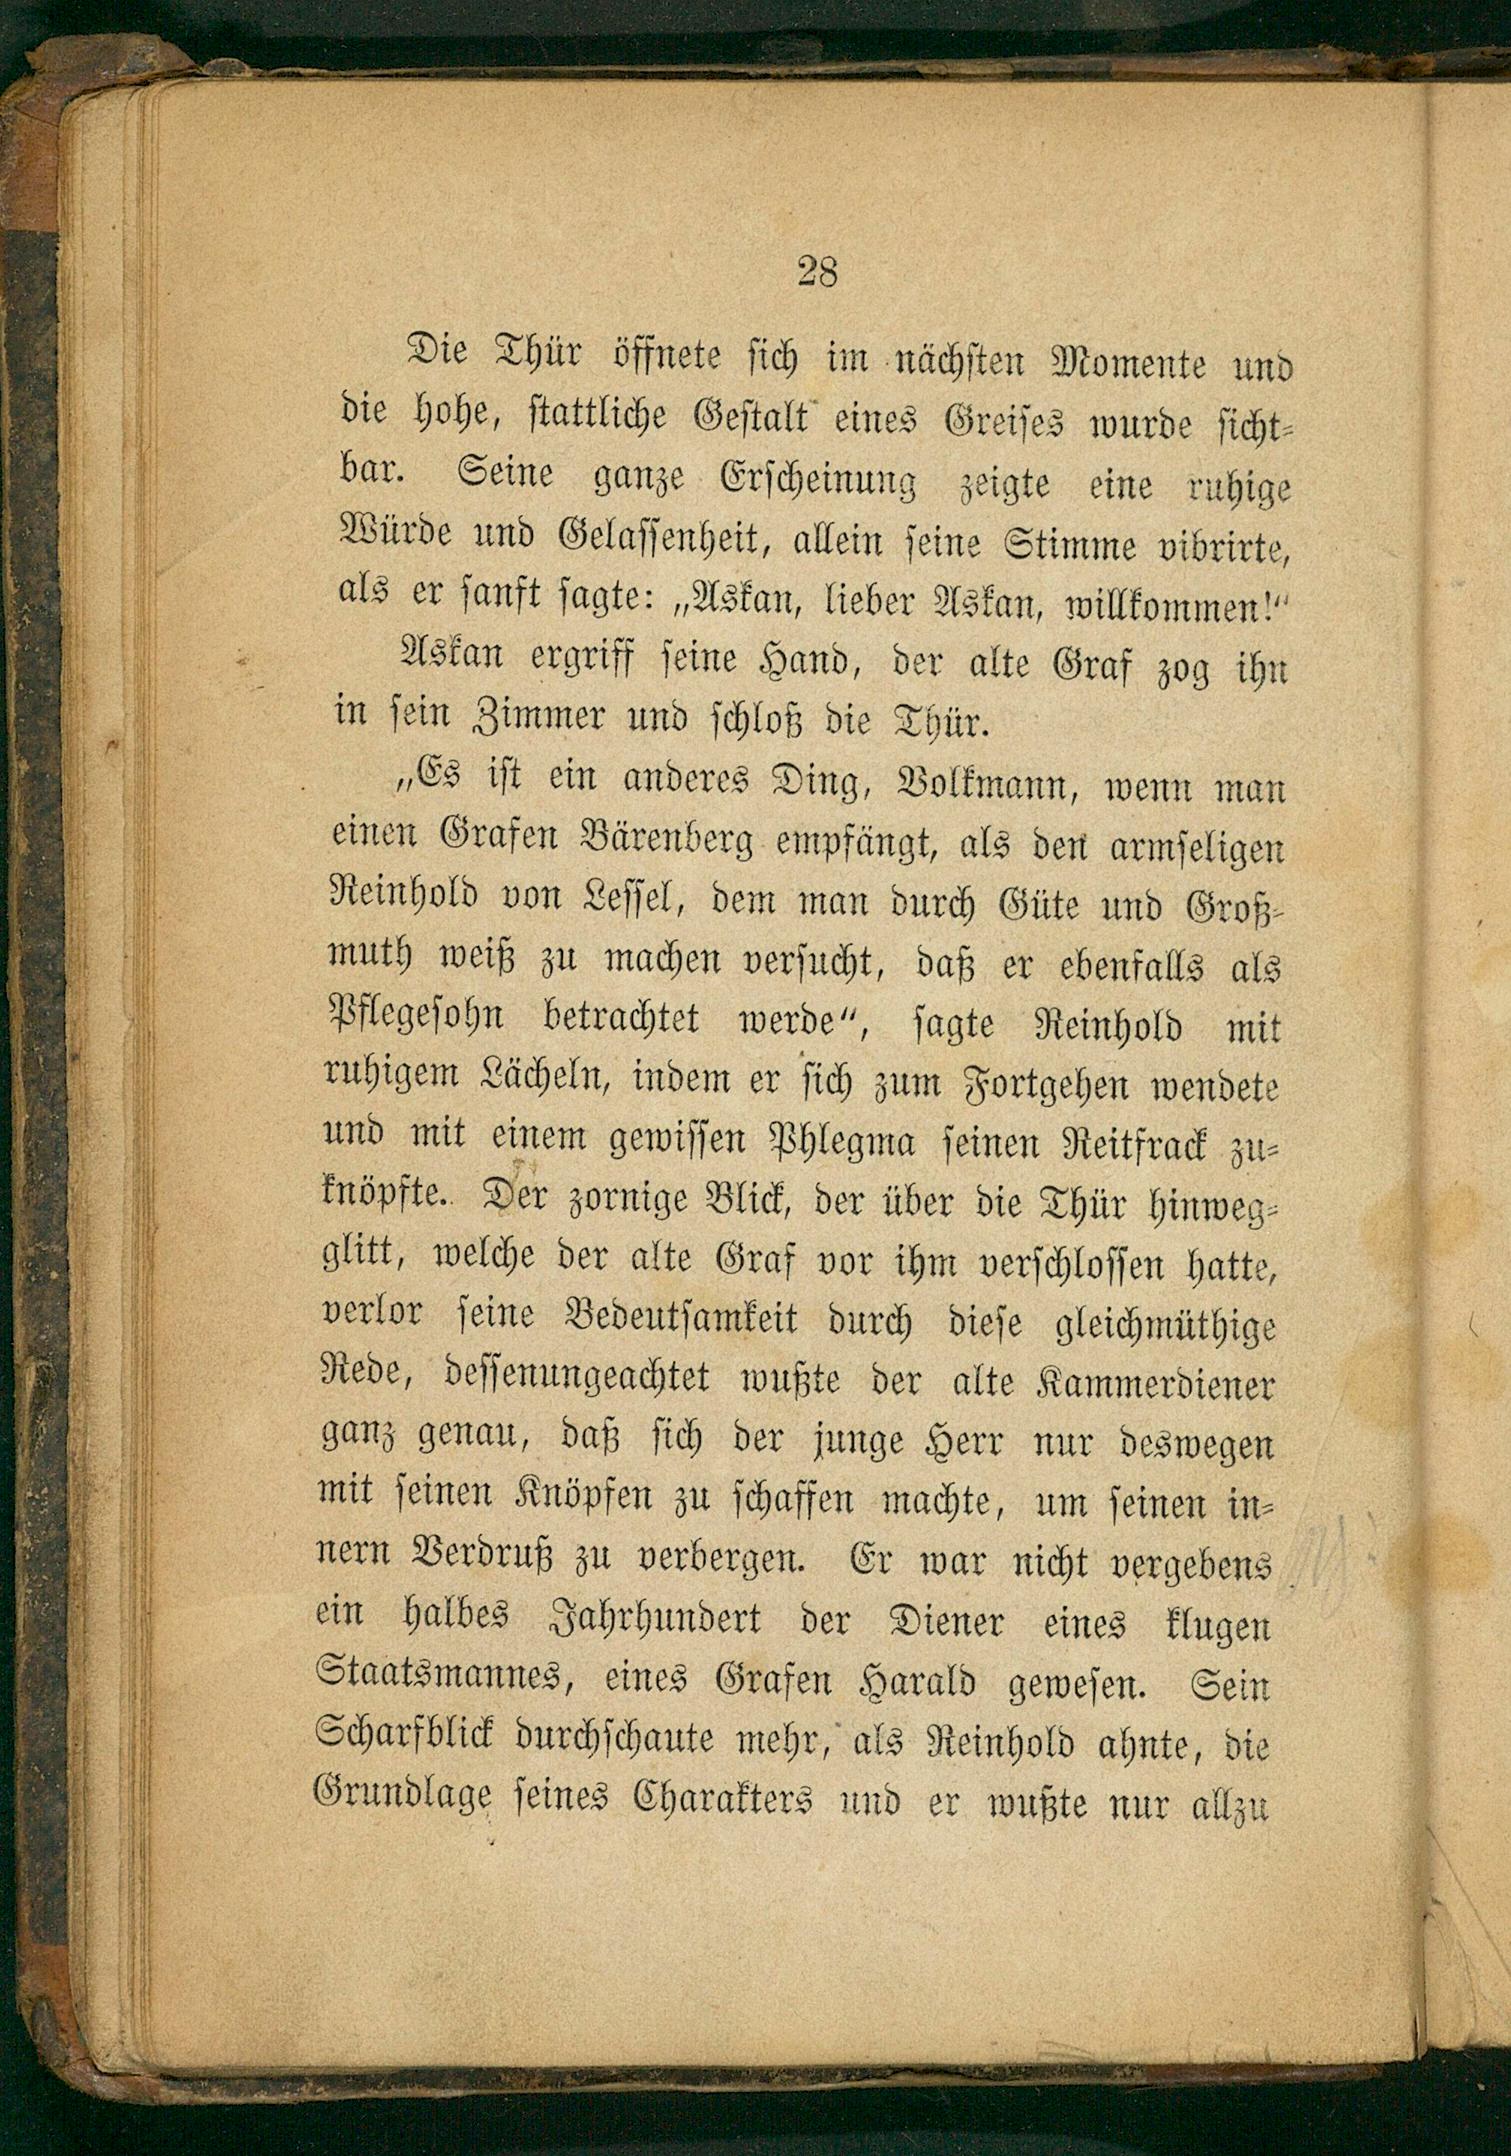 28
Die Thür öffnete sich im nächsten Momente und
die hohe, stattliche Gestalt eines Greises wurde sicht-
bar. Seine ganze Erscheinung zeigte eine ruhige
Würde und Gelassenheit, allein seine Stimme vibrirte,
als er sanft sagte: „Askan, lieber Askan, willkommen!“
Askan ergriff seine Hand, der alte Graf zog ihn
in sein Zimmer und schloß die Thür.
„Es ist ein anderes Ding, Volkmann, wenn man
einen Grafen Bärenberg empfängt, als den armseligen
Reinhold von Lessel, dem man durch Güte und Groß-
muth weiß zu machen versucht, daß er ebenfalls als
Pflegesohn betrachtet werde“, sagte Reinhold mit
ruhigem Lächeln, indem er sich zum Fortgehen wendete
und mit einem gewissen Phlegma seinen Reitfrack zu-
knöpfte. Der zornige Blick, der über die Thür hinweg-
glitt, welche der alte Graf vor ihm verschlossen hatte,
verlor seine Bedeutsamkeit durch diese gleichmüthige
Rede, dessenungeachtet wußte der alte Kammerdiener
ganz genau, daß sich der junge Herr nur deswegen
mit seinen Knöpfen zu schaffen machte, um seinen in-
nern Verdruß zu verbergen. Er war nicht vergebens
ein halbes Jahrhundert der Diener eines klugen
Staatsmannes, eines Grafen Harald gewesen. Sein
Scharfblick durchschaute mehr, als Reinhold ahnte, die
Grundlage seines Charakters und er wußte nur allzu